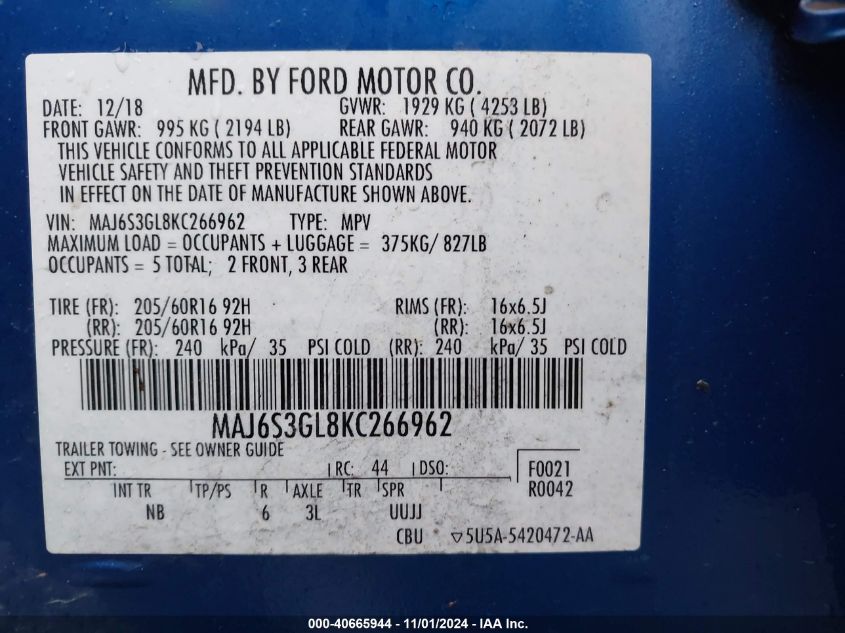 MFD. BY FORD MOTOR CO.
DATE: 12/18 GVWR: 1929 KG ( 4253 LB)
FRONT GAWR: 995 KG ( 2194 LB) REAR GAWR: 940 KG ( 2072 LB)
THIS VEHICLE CONFORMS TO ALL APPLICABLE FEDERAL MOTOR
VEHICLE SAFETY AND THEFT PREVENTION STANDARDS
IN EFFECT ON THE DATE OF MANUFACTURE SHOWN ABOVE.
VIN: MAJ6S3GL8KC266962 TYPE: MPV
MAXIMUM LOAD = OCCUPANTS + LUGGAGE = 375KG/ 827LB
OCCUPANTS = 5 TOTAL; 2 FRONT, 3 REAR
TIRE (FR): 205/60R16 92H RIMS (FR): 16x6.5J
(RR): 205/60R16 92H (RR): 16x6.5J
PRESSURE (FR): 240 kPa/ 35 PSI COLD (RR): 240 kPa/ 35 PSI COLD
MAJ6S3GL8KC266962
TRAILER TOWING - SEE OWNER GUIDE
EXT PNT: RC: 44 DSO: F0021
INT TR TP/PS R AXLE TR SPR R0042
NB 6 3L UUJJ
CBU ▽5U5A-5420472-AA
000-40665944 - 11/01/2024 - IAA Inc.